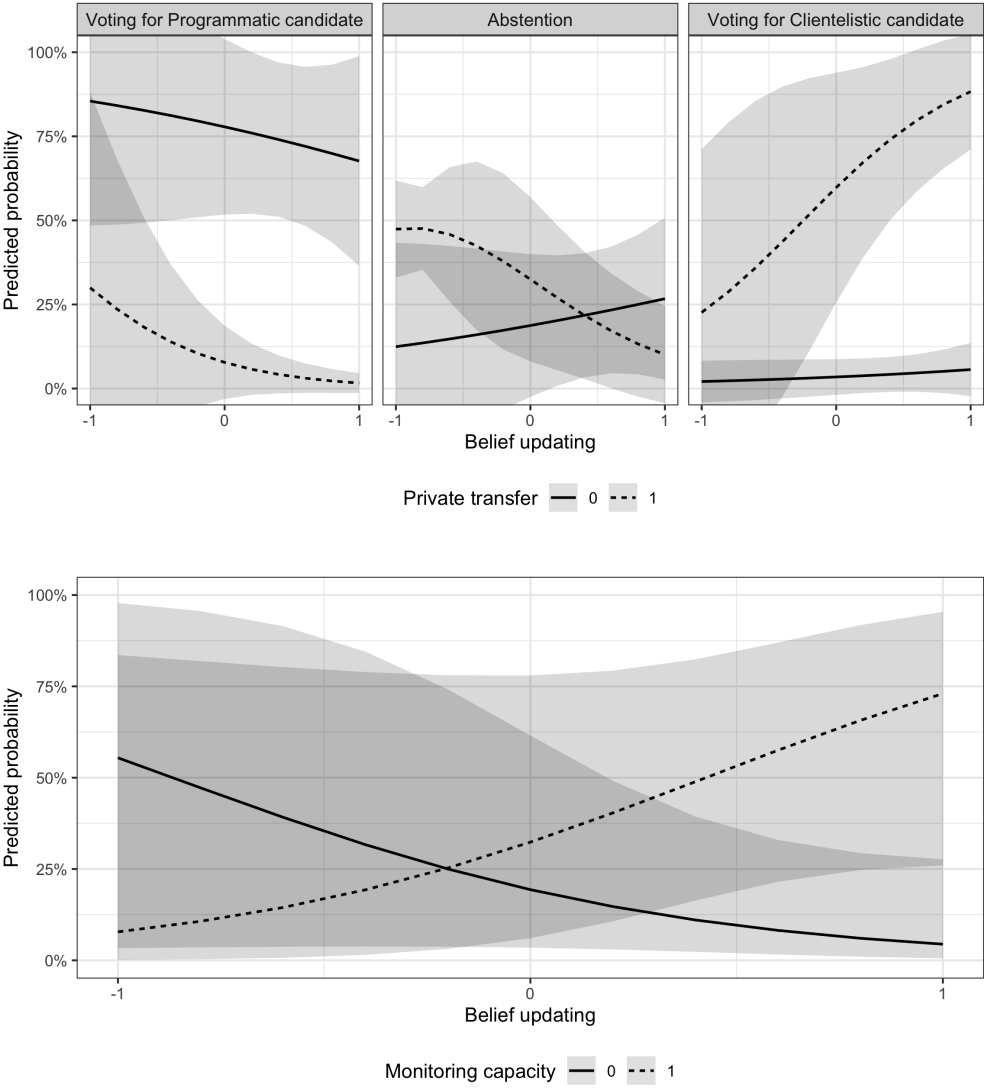 Voting for Programmatic candidate
Abstention
Voting for Clientelistic candidate
Predicted probability
100%
75%
50%
25%
0%
-1 0 1 -1 0 1 -1 0 1
Belief updating
Private transfer 0 1
Predicted probability
100%
75%
50%
25%
0%
-1 0 1
Belief updating
Monitoring capacity 0 1